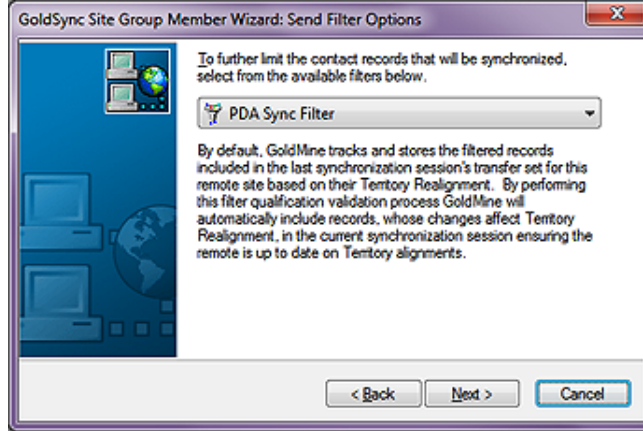 GoldSync Site Group Member Wizard: Send Filter Options
To further limit the contact records that will be synchronized,
select from the available filters below.
PDA Sync Filter
By default, GoldMine tracks and stores the filtered records
included in the last synchronization session's transfer set for this
remote site based on their Territory Realignment. By performing
this filter qualification validation process GoldMine will
automatically include records, whose changes affect Territory
Realignment, in the current synchronization session ensuring the
remote is up to date on Territory alignments.
< Back Next > Cancel